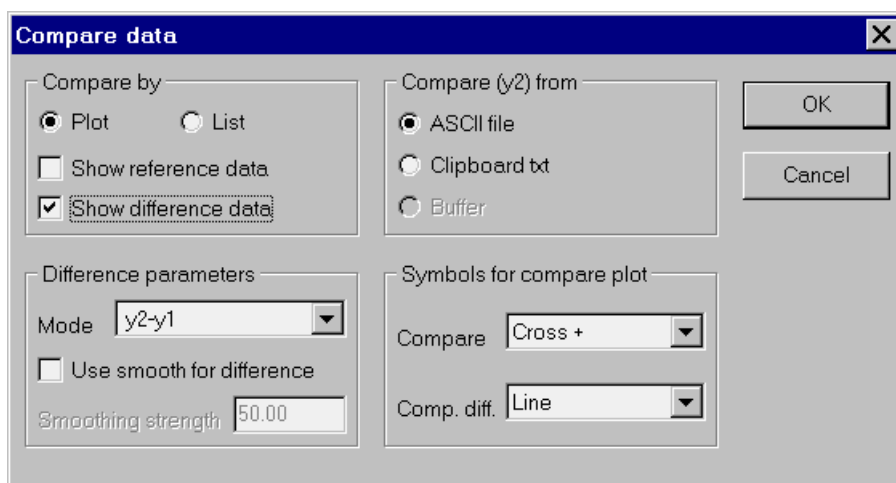 Compare data
Compare by
Plot List
Show reference data
Show difference data
Compare (y2) from
ASCII file
Clipboard txt
Buffer
OK
Cancel
Difference parameters
Mode y2-y1
Use smooth for difference
Smoothing strength 50.00
Symbols for compare plot
Compare Cross +
Comp. diff. Line